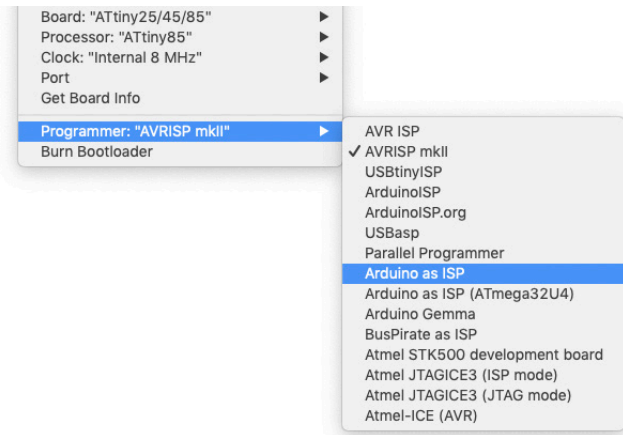 Board: "ATtiny25/45/85"
Processor: "ATtiny85"
Clock: "Internal 8 MHz"
Port
Get Board Info
Programmer: "AVRISP mkII"
Burn Bootloader
AVR ISP
AVRISP mkII
USBtinyISP
ArduinoISP
ArduinoISP.org
USBasp
Parallel Programmer
Arduino as ISP
Arduino as ISP (ATmega32U4)
Arduino Gemma
BusPirate as ISP
Atmel STK500 development board
Atmel JTAGICE3 (ISP mode)
Atmel JTAGICE3 (JTAG mode)
Atmel-ICE (AVR)